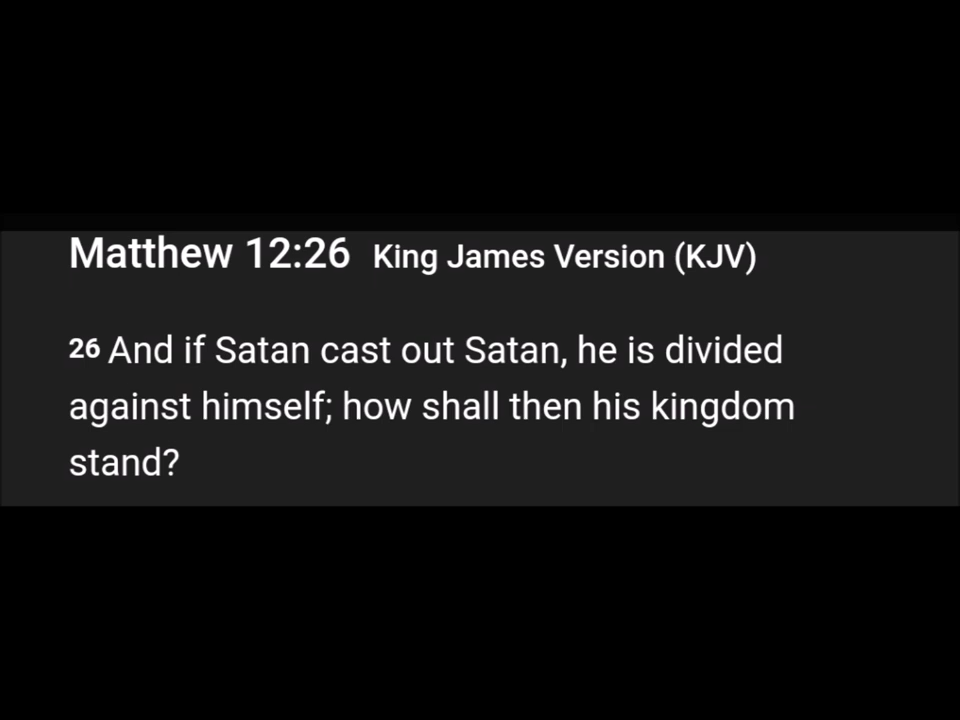 Matthew 12:26 King James Version (KJV)
26 And if Satan cast out Satan, he is divided
against himself; how shall then his kingdom
stand?